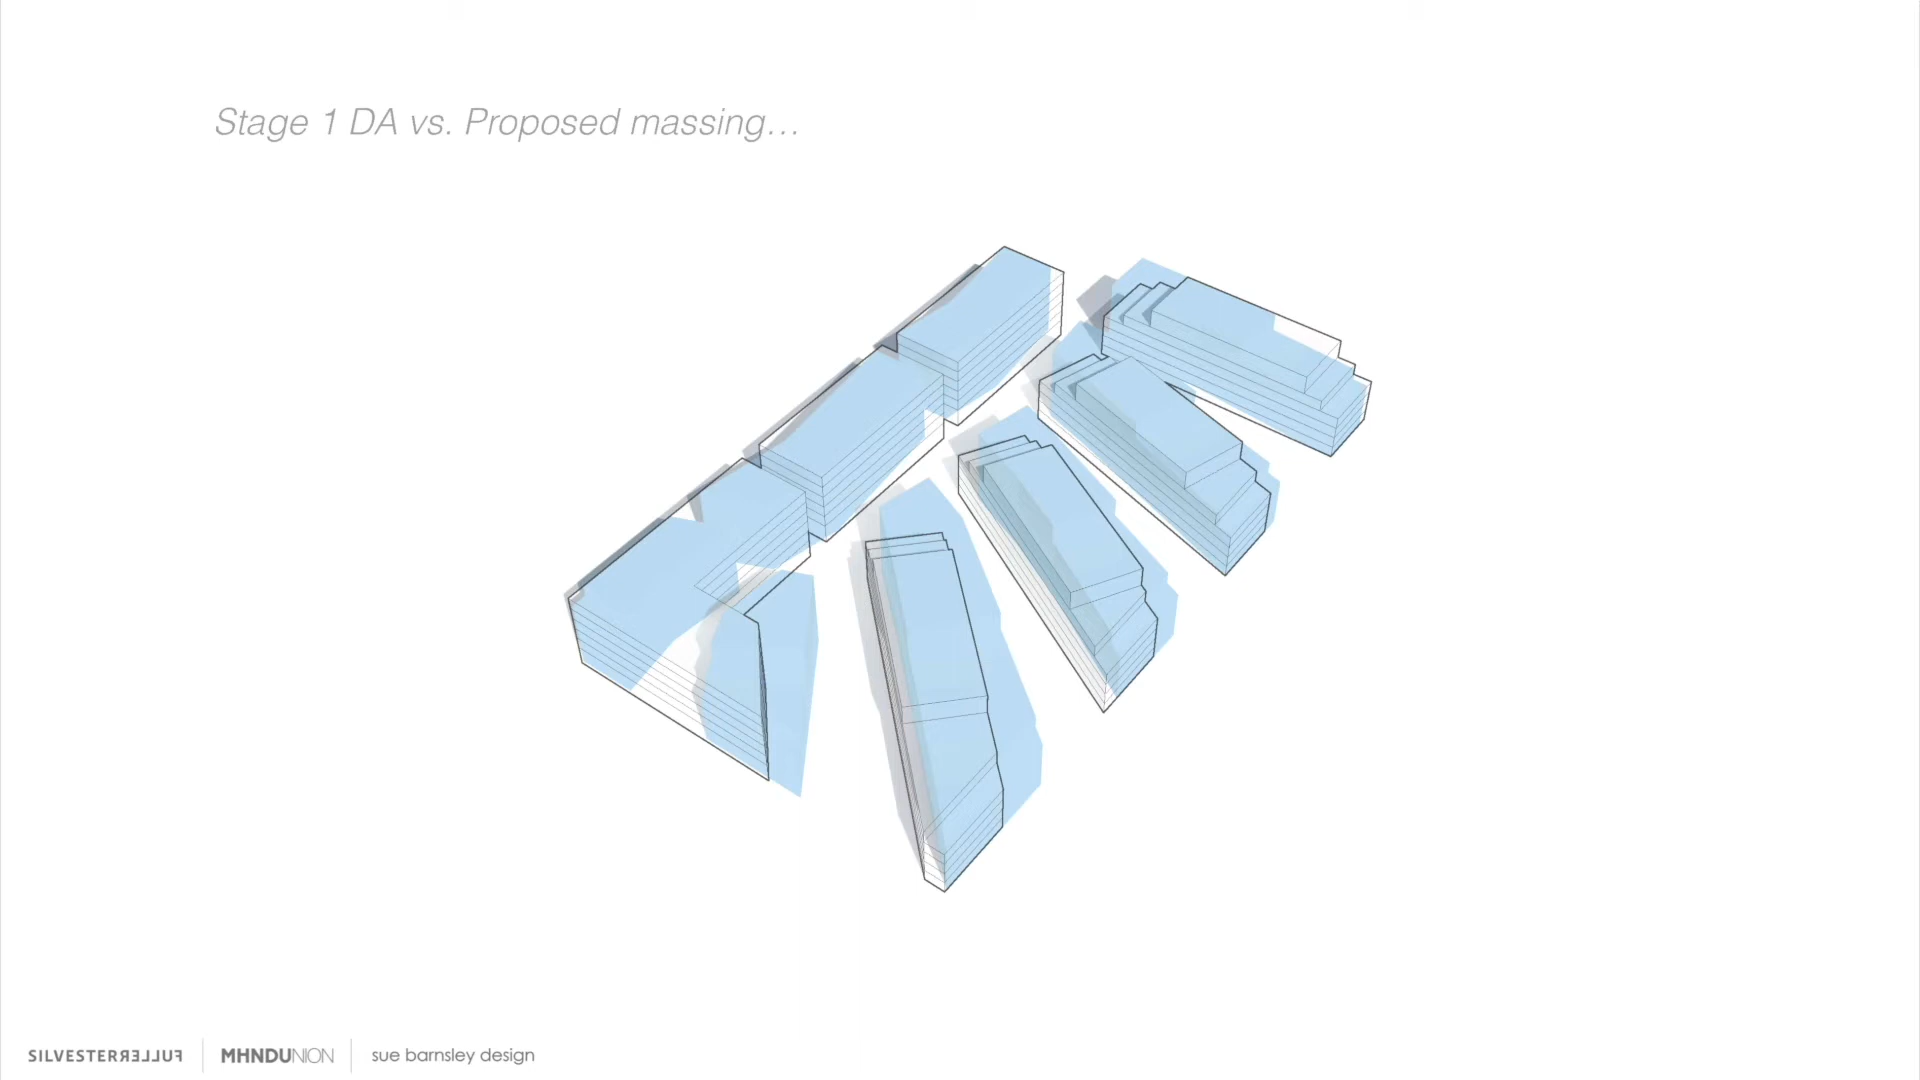 Stage 1 DA vs. Proposed massing…
SILVESTERFULLER
MHNDUNION
sue barnsley design